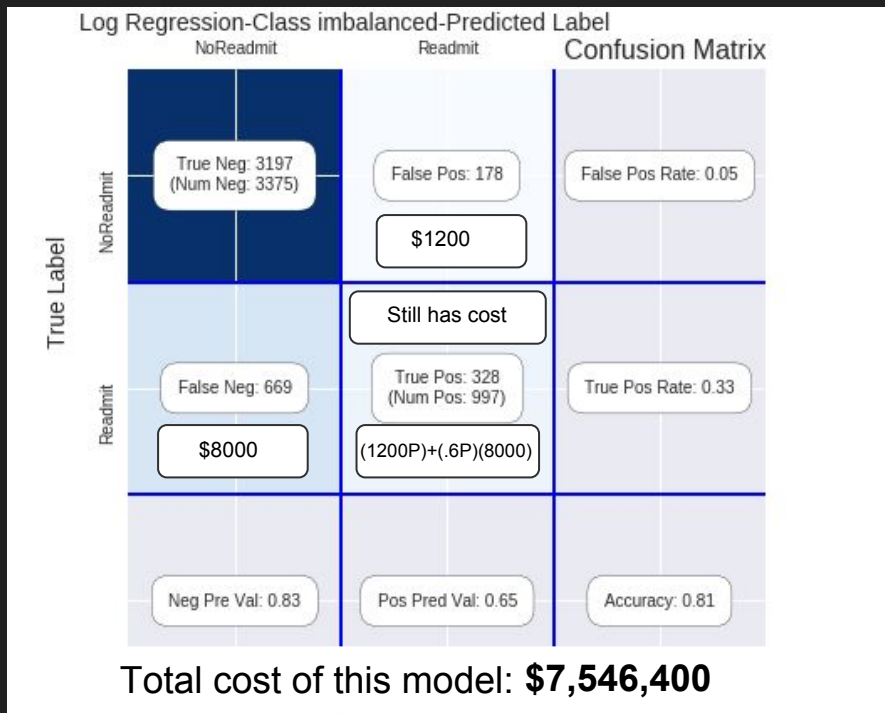 Log Regression-Class imbalanced-Predicted Label
NoReadmit
Readmit
Confusion Matrix
True Label
NoReadmit
True Neg: 3197
(Num Neg: 3375)
False Pos: 178
$1200
False Pos Rate: 0.05
Readmit
False Neg: 669
$8000
Still has cost
True Pos: 328
(Num Pos: 997)
(1200P)+(.6P)(8000)
True Pos Rate: 0.33
Neg Pre Val: 0.83
Pos Pred Val: 0.65
Accuracy: 0.81
Total cost of this model: $7,546,400